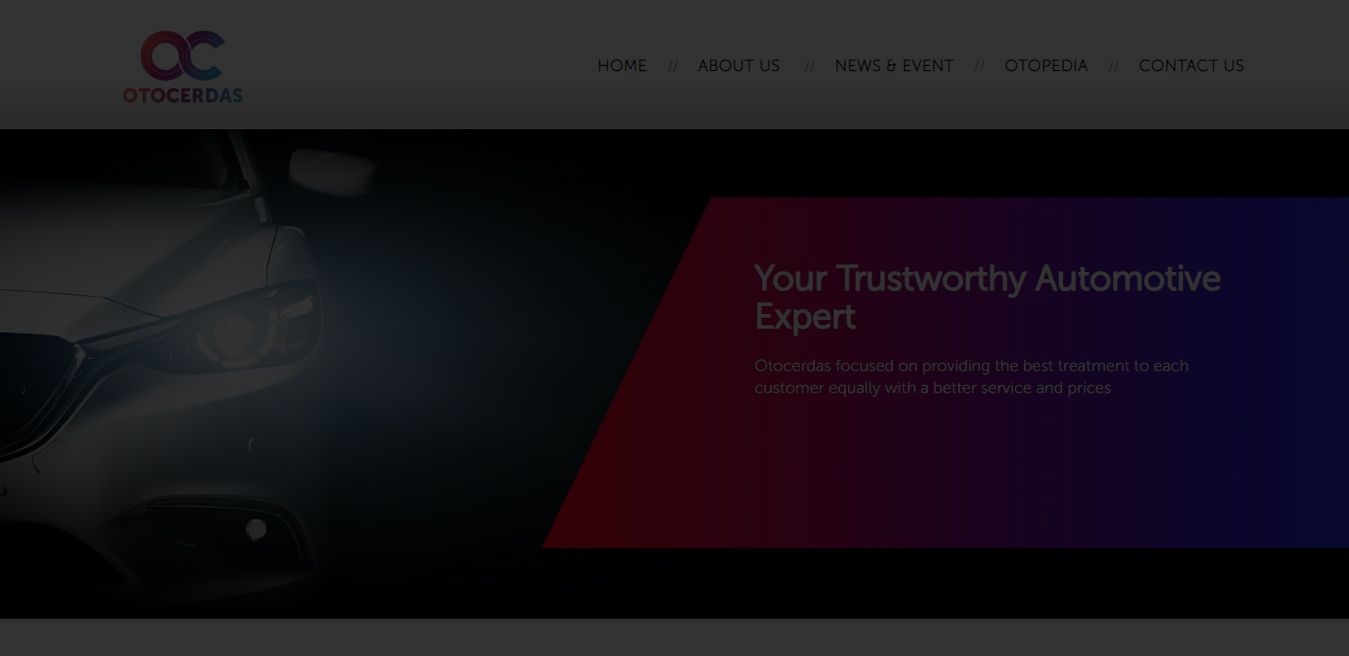 OTOCERDAS
HOME // ABOUT US // NEWS & EVENT // OTOPEDIA // CONTACT US
Your Trustworthy Automotive
Expert
Otocerdas focused on providing the best treatment to each
customer equally with a better service and prices